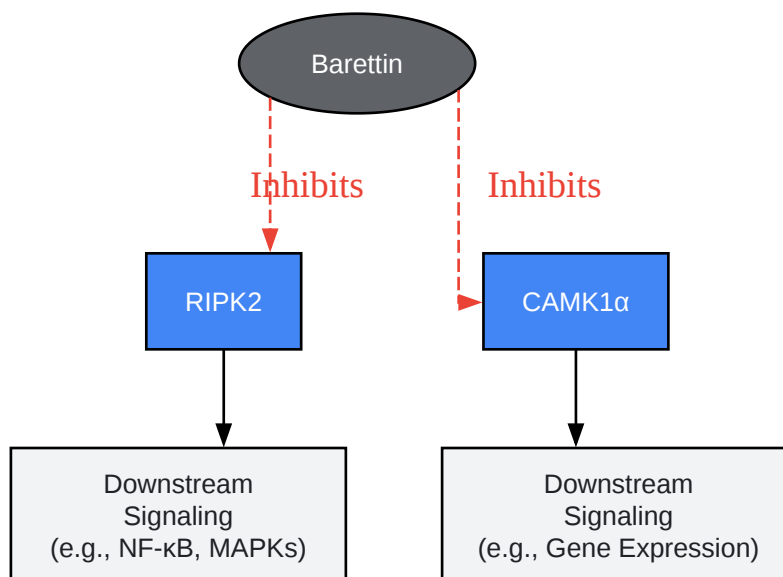 Barettin
Inhibits
Inhibits
RIPK2
CAMK1α
Downstream
Signaling
(e.g., NF-κB, MAPKs)
Downstream
Signaling
(e.g., Gene Expression)